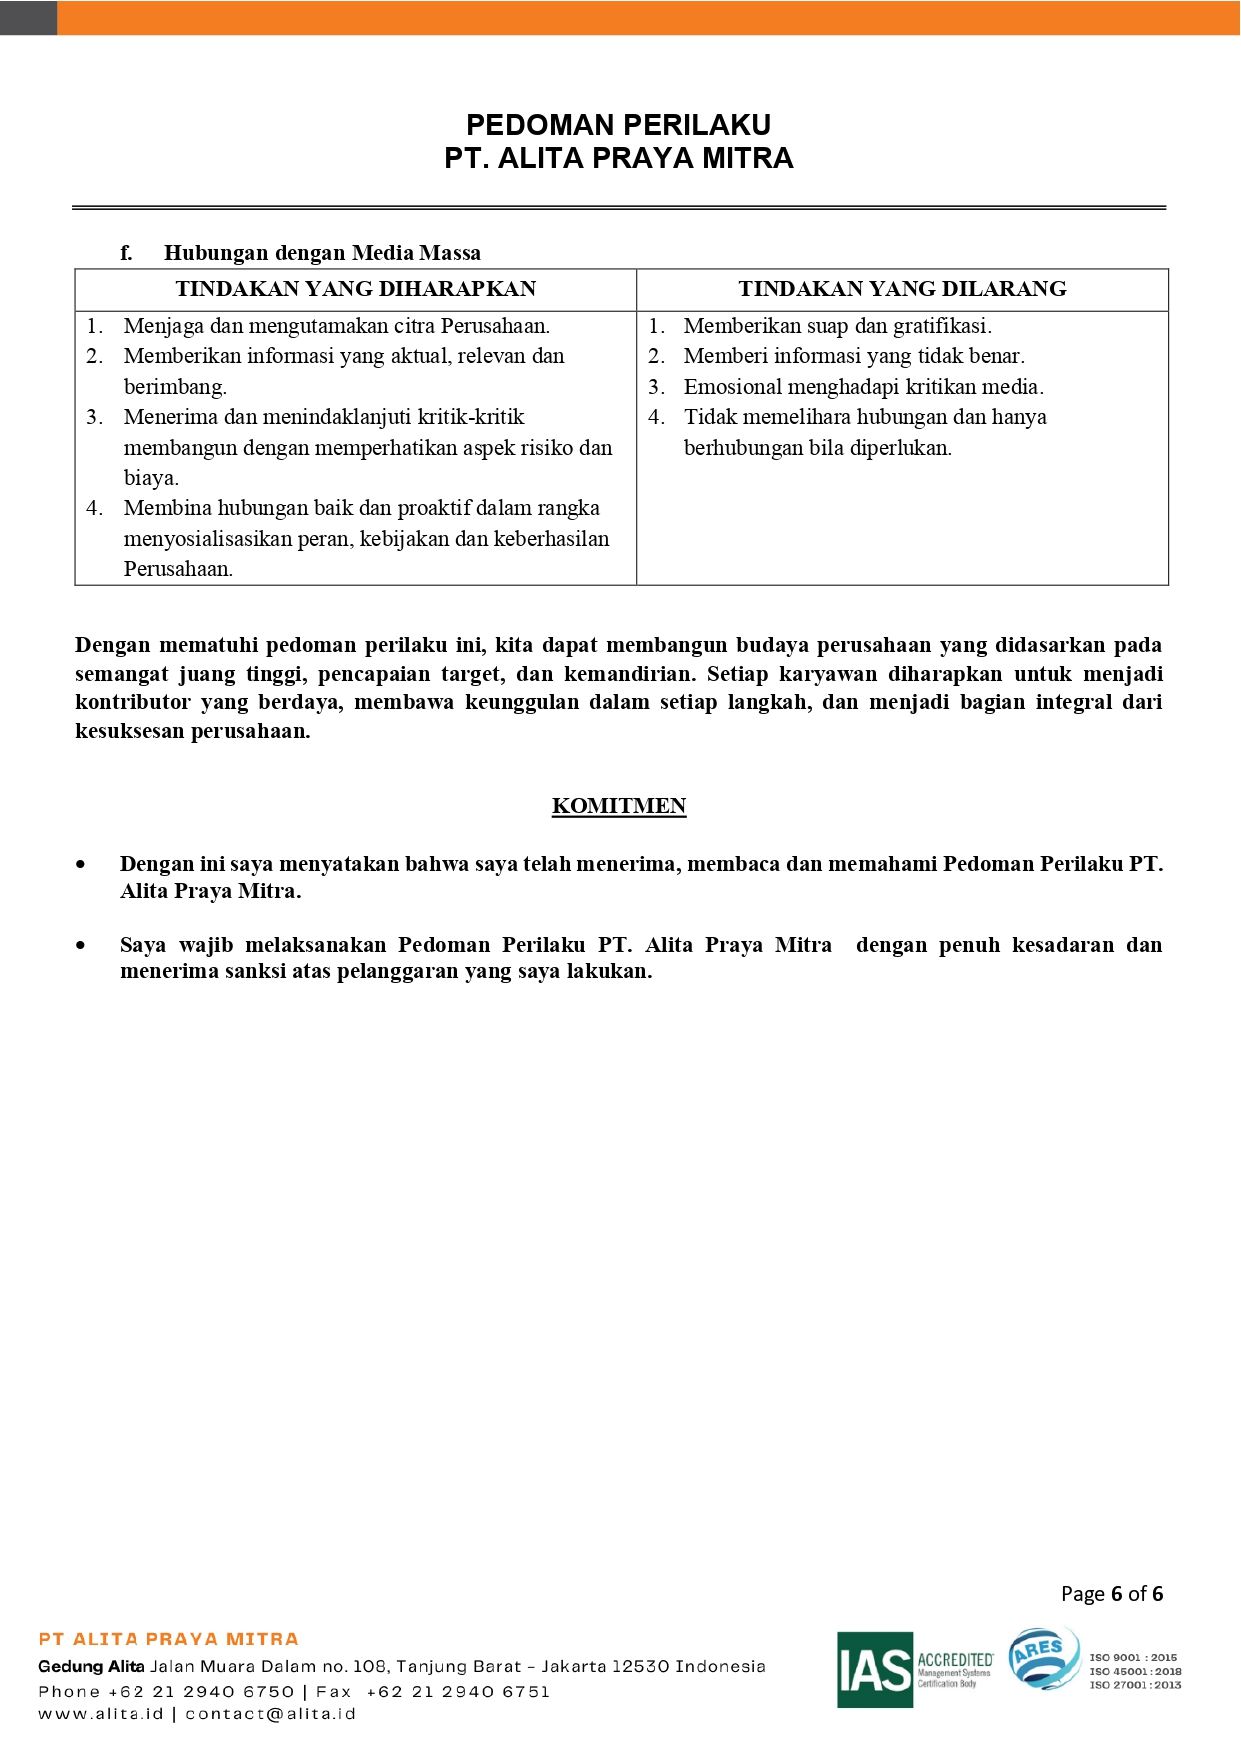 PEDOMAN PERILAKU
PT. ALITA PRAYA MITRA
f. Hubungan dengan Media Massa
TINDAKAN YANG DIHARAPKAN
1. Menjaga dan mengutamakan citra Perusahaan.
2. Memberikan informasi yang aktual, relevan dan
berimbang.
3. Menerima dan menindaklanjuti kritik-kritik
membangun dengan memperhatikan aspek risiko dan
biaya.
4. Membina hubungan baik dan proaktif dalam rangka
menyosialisasikan peran, kebijakan dan keberhasilan
Perusahaan.
TINDAKAN YANG DILARANG
1. Memberikan suap dan gratifikasi.
2. Memberi informasi yang tidak benar.
3. Emosional menghadapi kritikan media.
4. Tidak memelihara hubungan dan hanya
berhubungan bila diperlukan.
Dengan mematuhi pedoman perilaku ini, kita dapat membangun budaya perusahaan yang didasarkan pada
semangat juang tinggi, pencapaian target, dan kemandirian. Setiap karyawan diharapkan untuk menjadi
kontributor yang berdaya, membawa keunggulan dalam setiap langkah, dan menjadi bagian integral dari
kesuksesan perusahaan.
KOMITMEN
• Dengan ini saya menyatakan bahwa saya telah menerima, membaca dan memahami Pedoman Perilaku PT.
Alita Praya Mitra.
• Saya wajib melaksanakan Pedoman Perilaku PT. Alita Praya Mitra dengan penuh kesadaran dan
menerima sanksi atas pelanggaran yang saya lakukan.
Page 6 of 6
PT ALITA PRAYA MITRA
Gedung Alita Jalan Muara Dalam no. 108, Tanjung Barat – Jakarta 12530 Indonesia
Phone +62 21 2940 6750 | Fax +62 21 2940 6751
www.alita.id | contact@alita.id
IAS
ACCREDITED
Management Systems
Certification Body
ARES
ISO 9001 : 2015
ISO 45001 : 2018
ISO 27001 : 2013